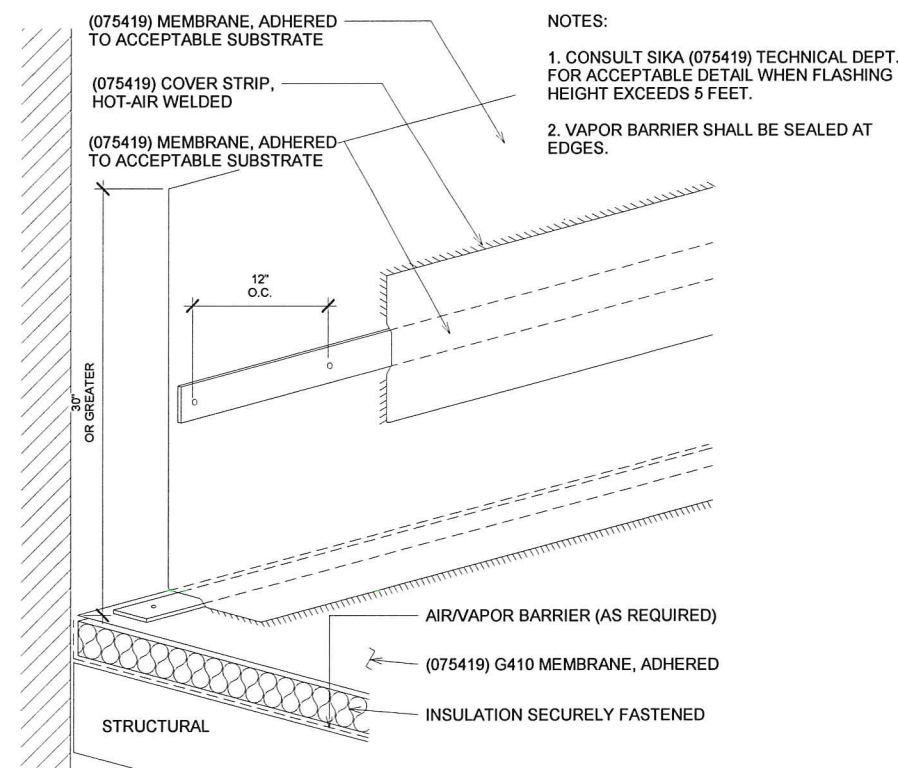 (075419) MEMBRANE, ADHERED
TO ACCEPTABLE SUBSTRATE
(075419) COVER STRIP,
HOT-AIR WELDED
(075419) MEMBRANE, ADHERED
TO ACCEPTABLE SUBSTRATE
NOTES:
1. CONSULT SIKA (075419) TECHNICAL DEPT.
FOR ACCEPTABLE DETAIL WHEN FLASHING
HEIGHT EXCEEDS 5 FEET.
2. VAPOR BARRIER SHALL BE SEALED AT
EDGES.
12"
O.C.
30"
OR GREATER
AIR/VAPOR BARRIER (AS REQUIRED)
(075419) G410 MEMBRANE, ADHERED
INSULATION SECURELY FASTENED
STRUCTURAL